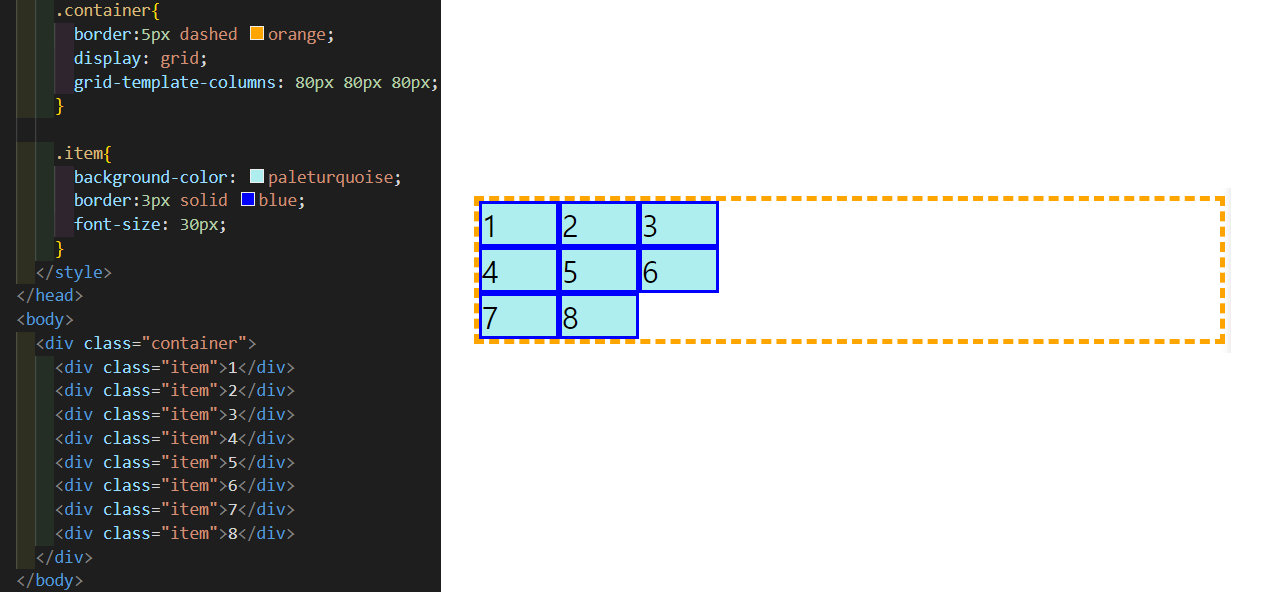 .container{
border:5px dashed orange;
display: grid;
grid-template-columns: 80px 80px 80px;
}
.item{
background-color: paleturquoise;
border:3px solid blue;
font-size: 30px;
}
</style>
</head>
<body>
<div class="container">
<div class="item">1</div>
<div class="item">2</div>
<div class="item">3</div>
<div class="item">4</div>
<div class="item">5</div>
<div class="item">6</div>
<div class="item">7</div>
<div class="item">8</div>
</div>
</body>
1 2 3
4 5 6
7 8